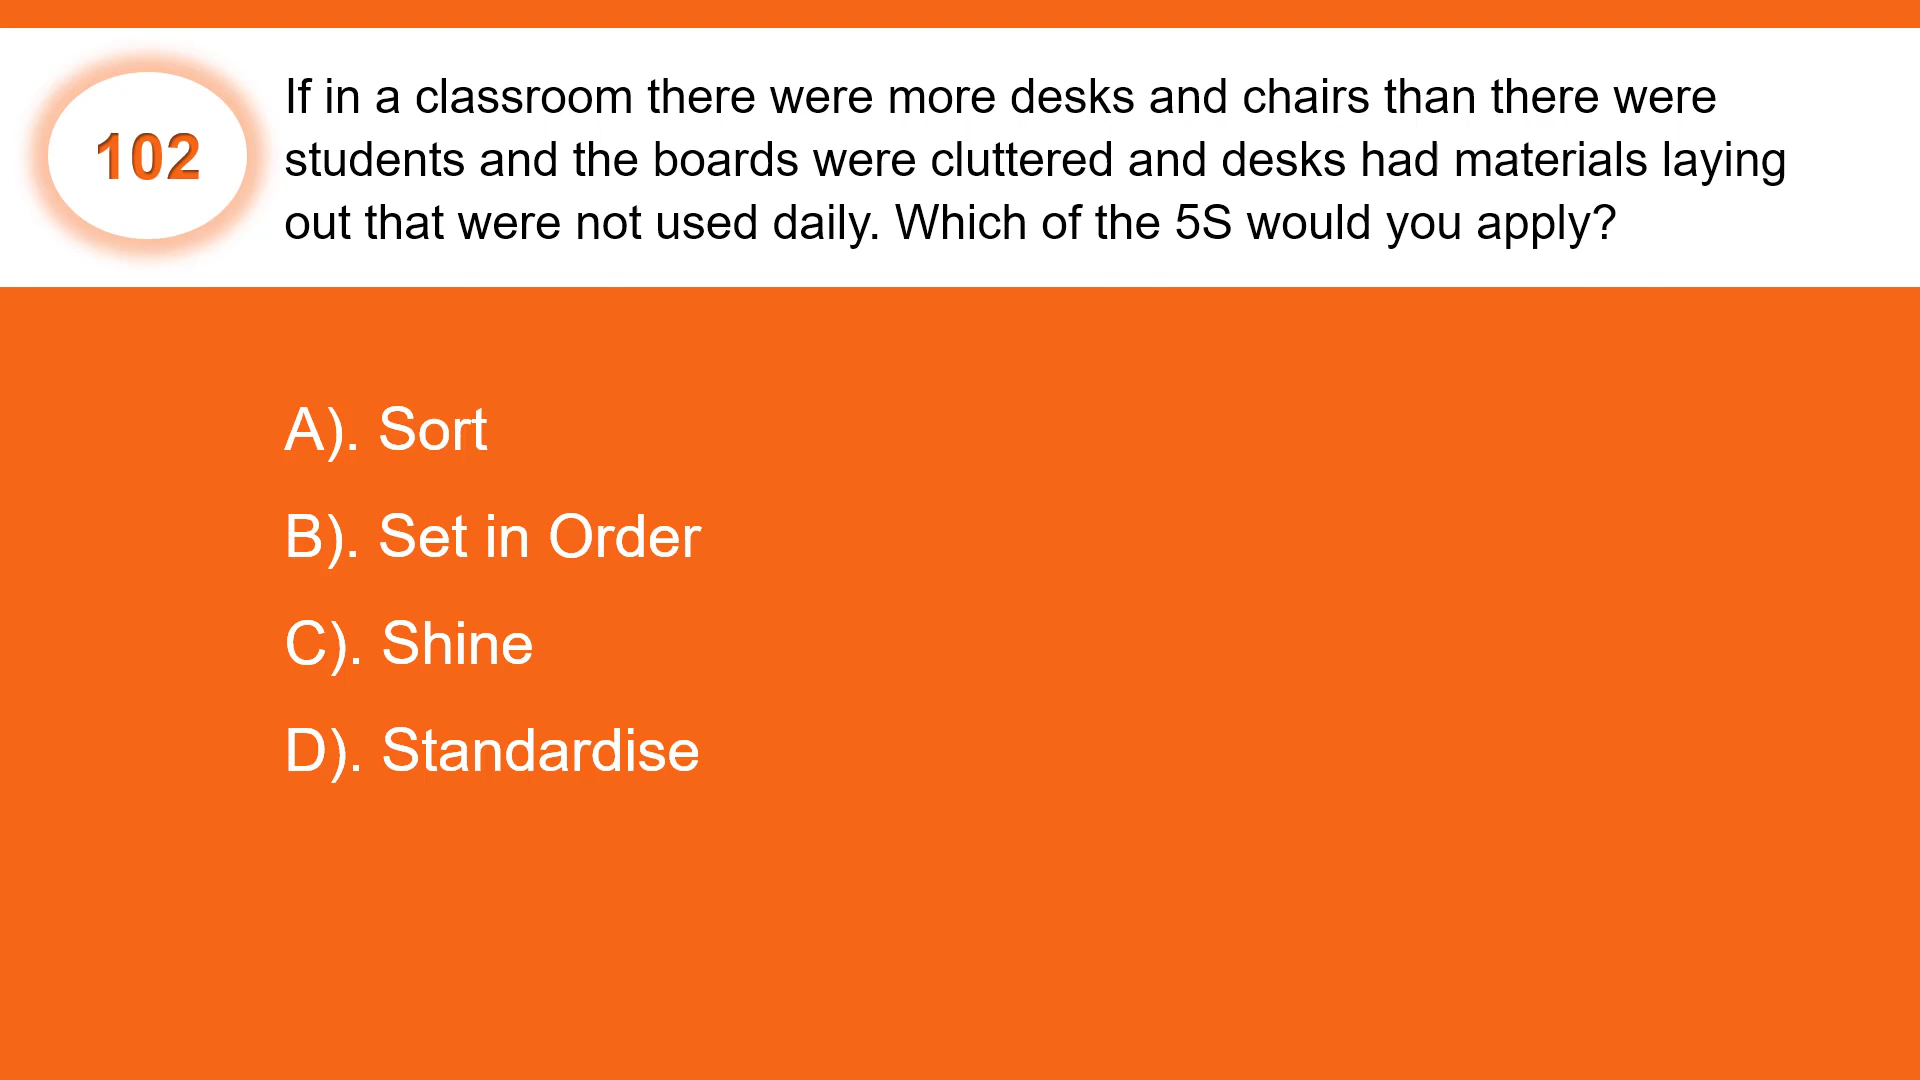 102
If in a classroom there were more desks and chairs than there were
students and the boards were cluttered and desks had materials laying
out that were not used daily. Which of the 5S would you apply?
A). Sort
B). Set in Order
C). Shine
D). Standardise